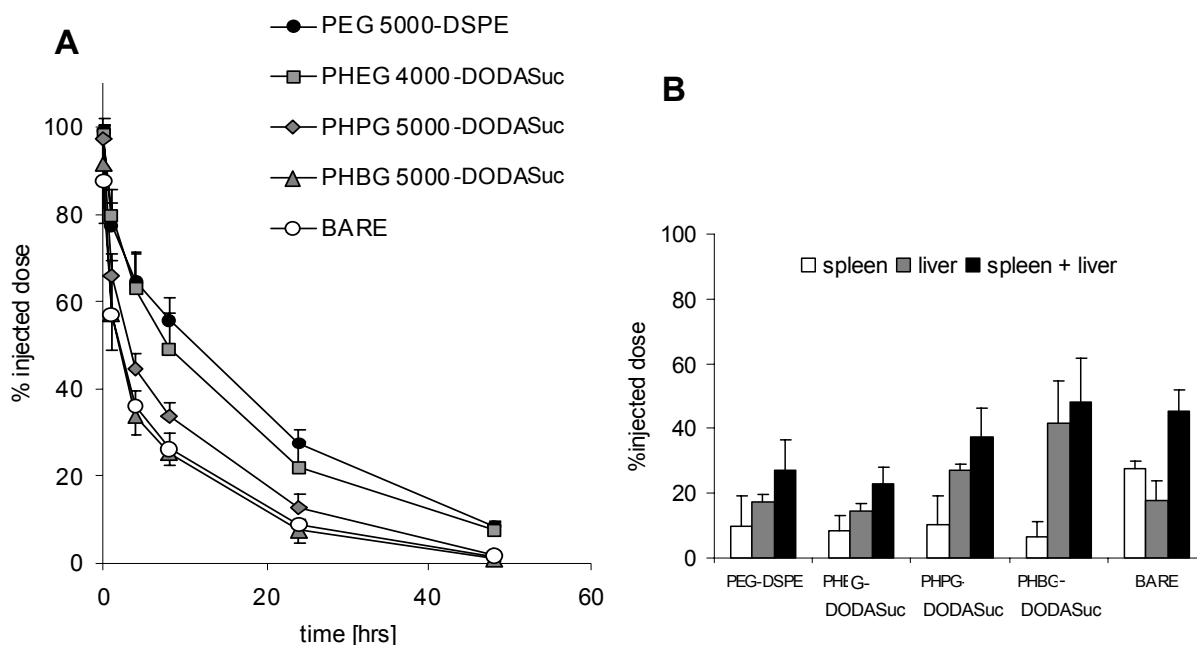 A
PEG 5000-DSPE
PHEG 4000-DODASuc
PHPG 5000-DODASuc
PHBG 5000-DODASuc
BARE
% injected dose
100
80
60
40
20
0
0 20 40 60
time [hrs]
B
spleen liver spleen + liver
%injected dose
100
80
60
40
20
0
PEG-DSPE PHEG- PHPG- PHBG- BARE
DODASuc DODASuc DODASuc